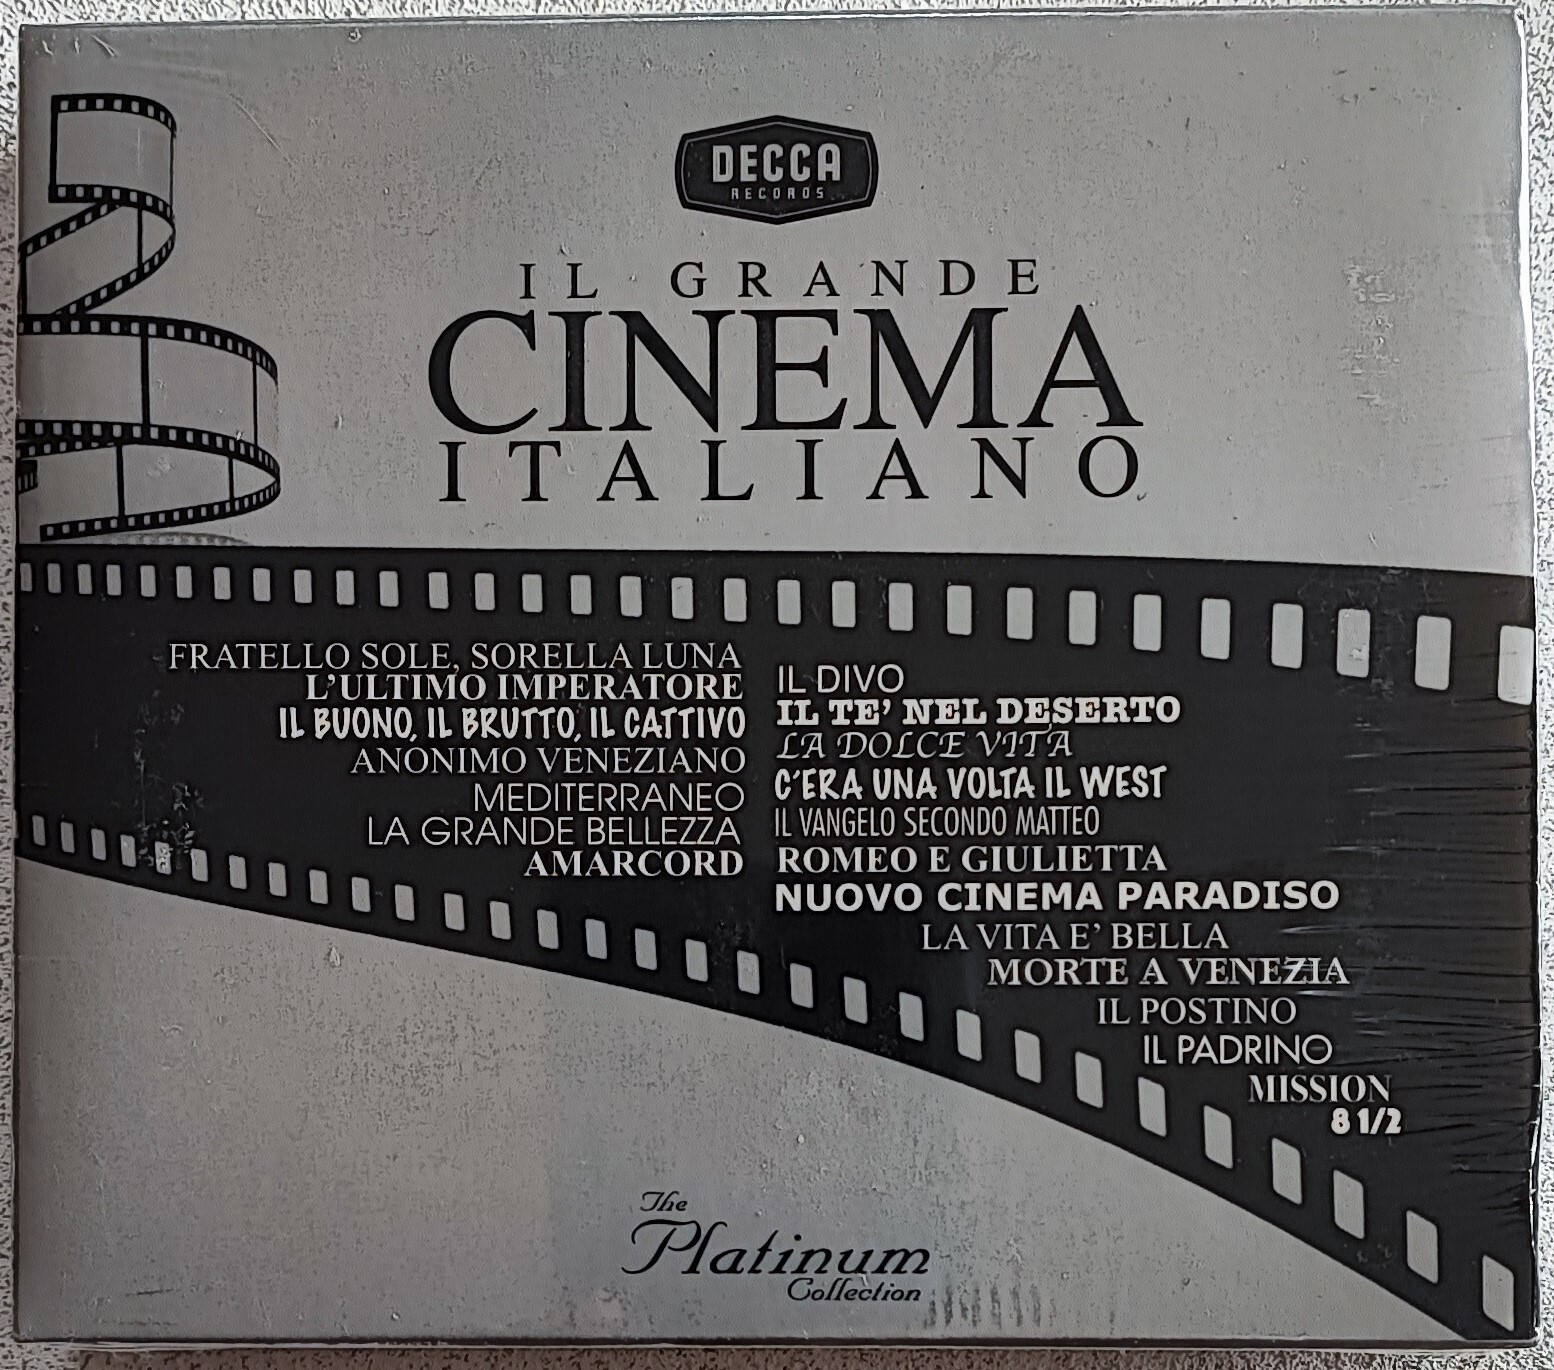 DECCA
RECORDS
IL GRANDE
CINEMA
ITALIANO
FRATELLO SOLE, SORELLA LUNA
L'ULTIMO IMPERATORE
IL BUONO, IL BRUTTO, IL CATTIVO
ANONIMO VENEZIANO
MEDITERRANEO
LA GRANDE BELLEZZA
AMARCORD
IL DIVO
IL TE' NEL DESERTO
LA DOLCE VITA
C'ERA UNA VOLTA IL WEST
IL VANGELO SECONDO MATTEO
ROMEO E GIULIETTA
NUOVO CINEMA PARADISO
LA VITA E' BELLA
MORTE A VENEZIA
IL POSTINO
IL PADRINO
MISSION
8 1/2
The
Platinum
Collection